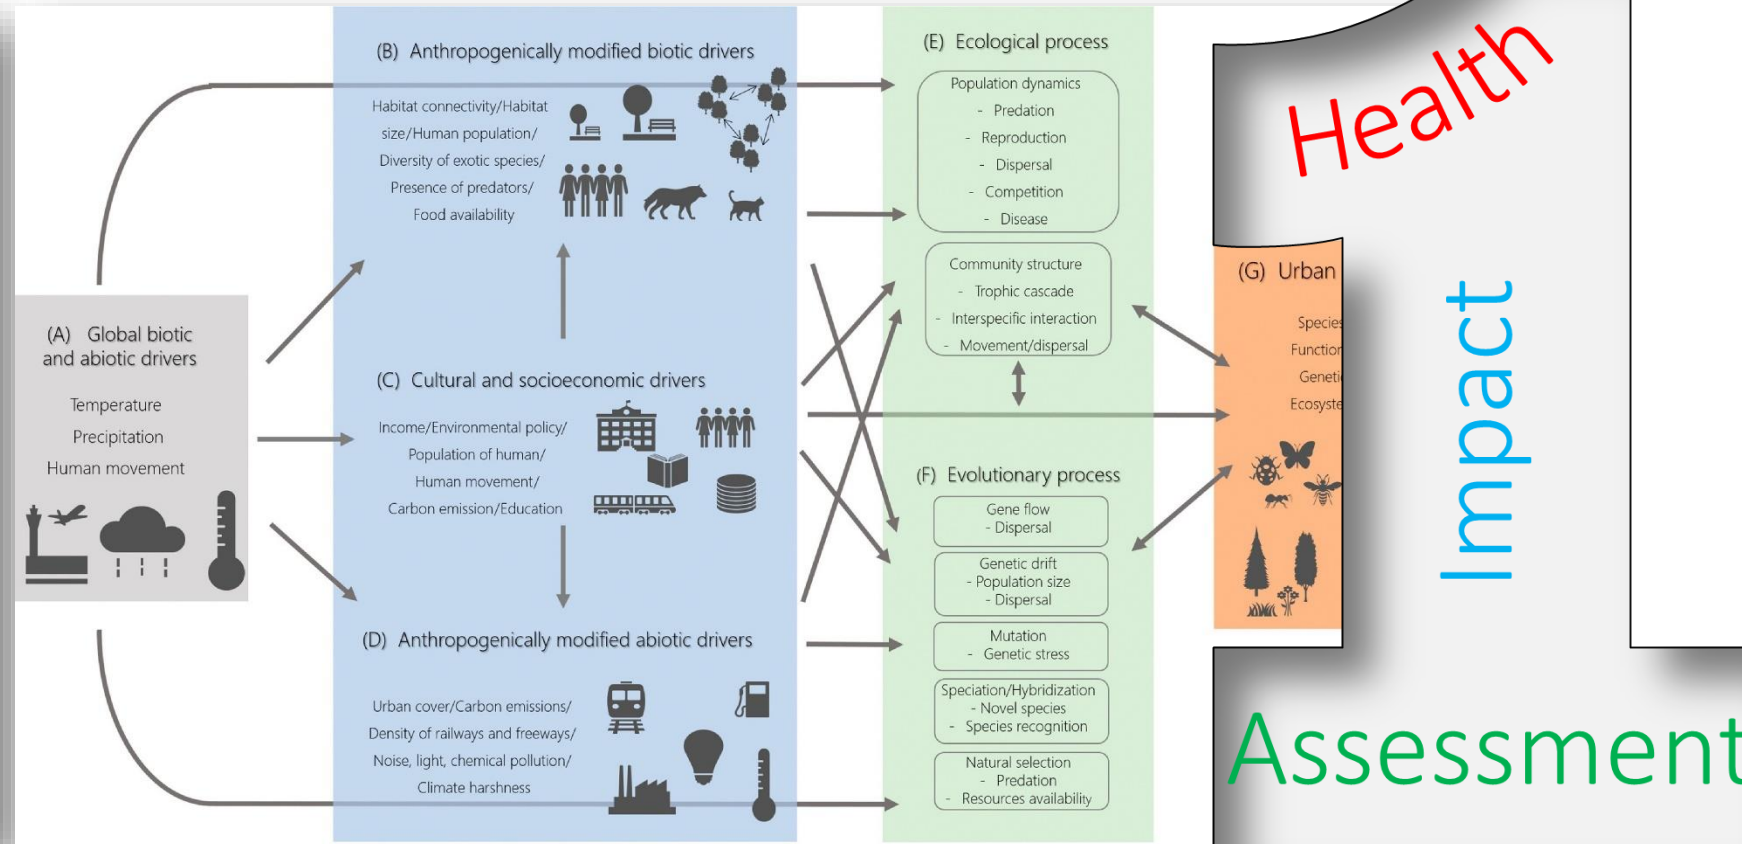 (A) Global biotic
and abiotic drivers
Temperature
Precipitation
Human movement
(B) Anthropogenically modified biotic drivers
Habitat connectivity/Habitat
size/Human population/
Diversity of exotic species/
Presence of predators/
Food availability
(C) Cultural and socioeconomic drivers
Income/Environmental policy/
Population of human/
Human movement/
Carbon emission/Education
(D) Anthropogenically modified abiotic drivers
Urban cover/Carbon emissions/
Density of railways and freeways/
Noise, light, chemical pollution/
Climate harshness
(E) Ecological process
Population dynamics
- Predation
- Reproduction
- Dispersal
- Competition
- Disease
Community structure
- Trophic cascade
- Interspecific interaction
- Movement/dispersal
(F) Evolutionary process
Gene flow
- Dispersal
Genetic drift
- Population size
- Dispersal
Mutation
- Genetic stress
Speciation/Hybridization
- Novel species
- Species recognition
Natural selection
- Predation
- Resources availability
(G) Urban
Species
Function
Geneti
Ecosyste
Health
Impact
Assessment